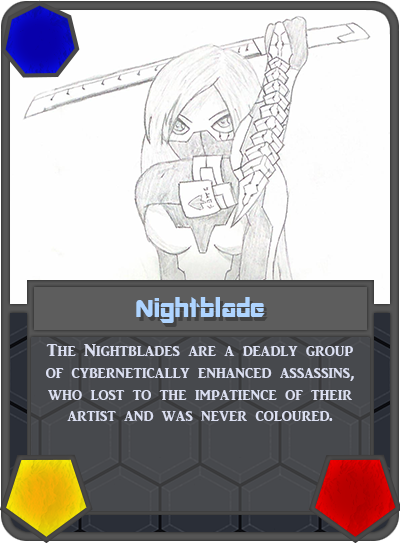 Nightblade
The Nightblades are a deadly group
of cybernetically enhanced assassins,
who lost to the impatience of their
artist and was never coloured.